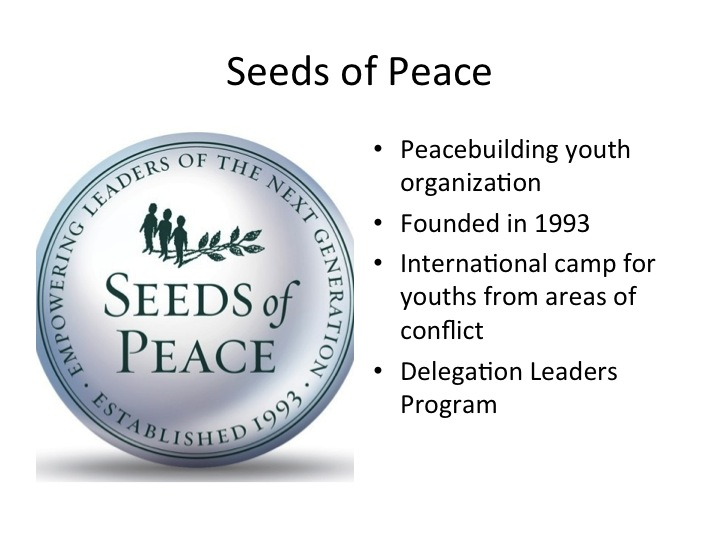 Seeds of Peace
EMPOWERING LEADERS OF THE NEXT GENERATION
SEEDS of
PEACE
· ESTABLISHED 1993 ·
• Peacebuilding youth
organization
• Founded in 1993
• International camp for
youths from areas of
conflict
• Delegation Leaders
Program